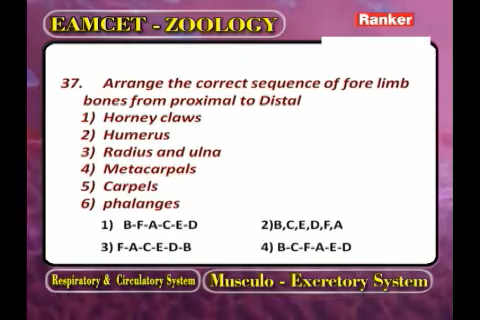 EAMCET - ZOOLOGY
Ranker
37. Arrange the correct sequence of fore limb
bones from proximal to Distal
1) Horney claws
2) Humerus
3) Radius and ulna
4) Metacarpals
5) Carpels
6) phalanges
1) B-F-A-C-E-D 2)B,C,E,D,F,A
3) F-A-C-E-D-B 4) B-C-F-A-E-D
Respiratory & Circulatory System Musculo - Excretory System